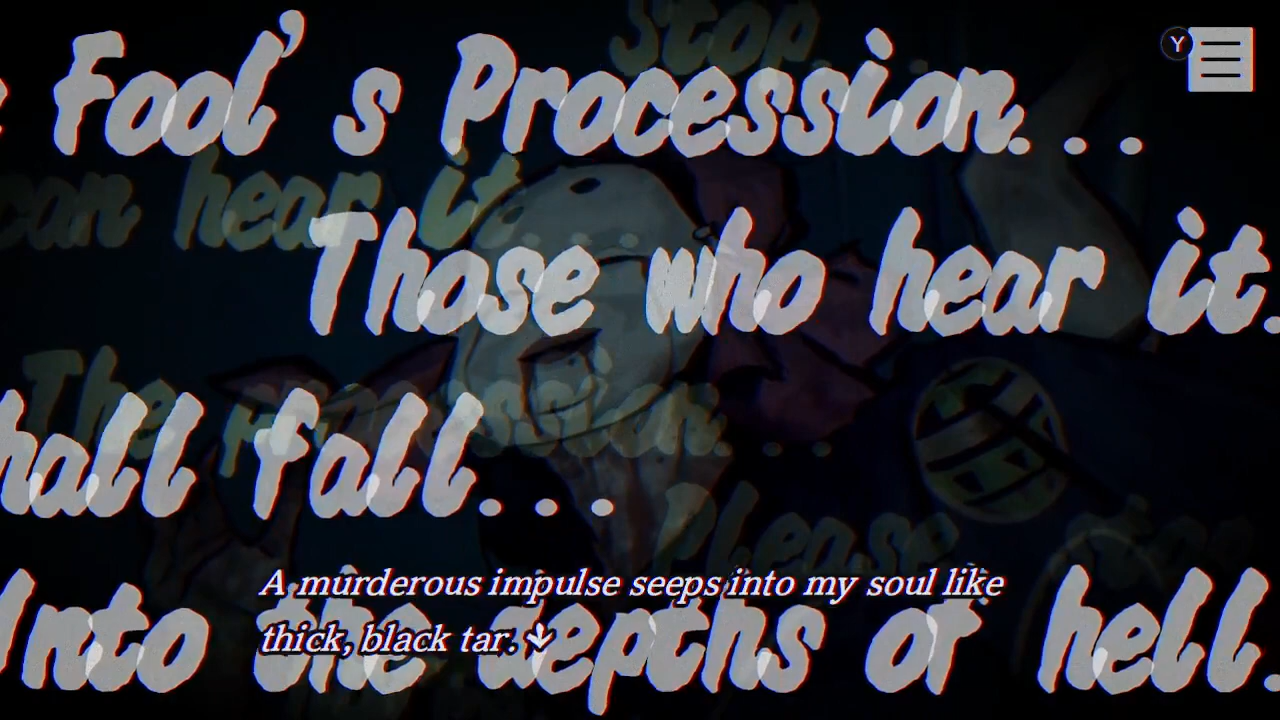 Stop. . .
Fool's Procession. . .
can hear it. . .
Those who hear it.
The procession. . .
hall fall. . .
Please stop
Into the depths of hell.
A murderous impulse seeps into my soul like
thick, black tar.
Y